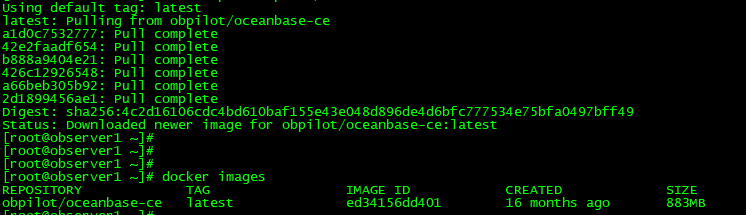 Using default tag: latest
latest: Pulling from obpilot/oceanbase-ce
a1d0c7532777: Pull complete
42e2faadf654: Pull complete
b888a9404e21: Pull complete
426c12926548: Pull complete
a66beb305b92: Pull complete
2d1899456ae1: Pull complete
Digest: sha256:4c2d16106cdc4bd610baf155e43e048d896de4d6bfc777534e75bfa0497bff49
Status: Downloaded newer image for obpilot/oceanbase-ce:latest
[root@observer1 ~]#
[root@observer1 ~]#
[root@observer1 ~]#
[root@observer1 ~]# docker images
REPOSITORY TAG IMAGE ID CREATED SIZE
obpilot/oceanbase-ce latest ed34156dd401 16 months ago 883MB
[root@observer1 ~]#